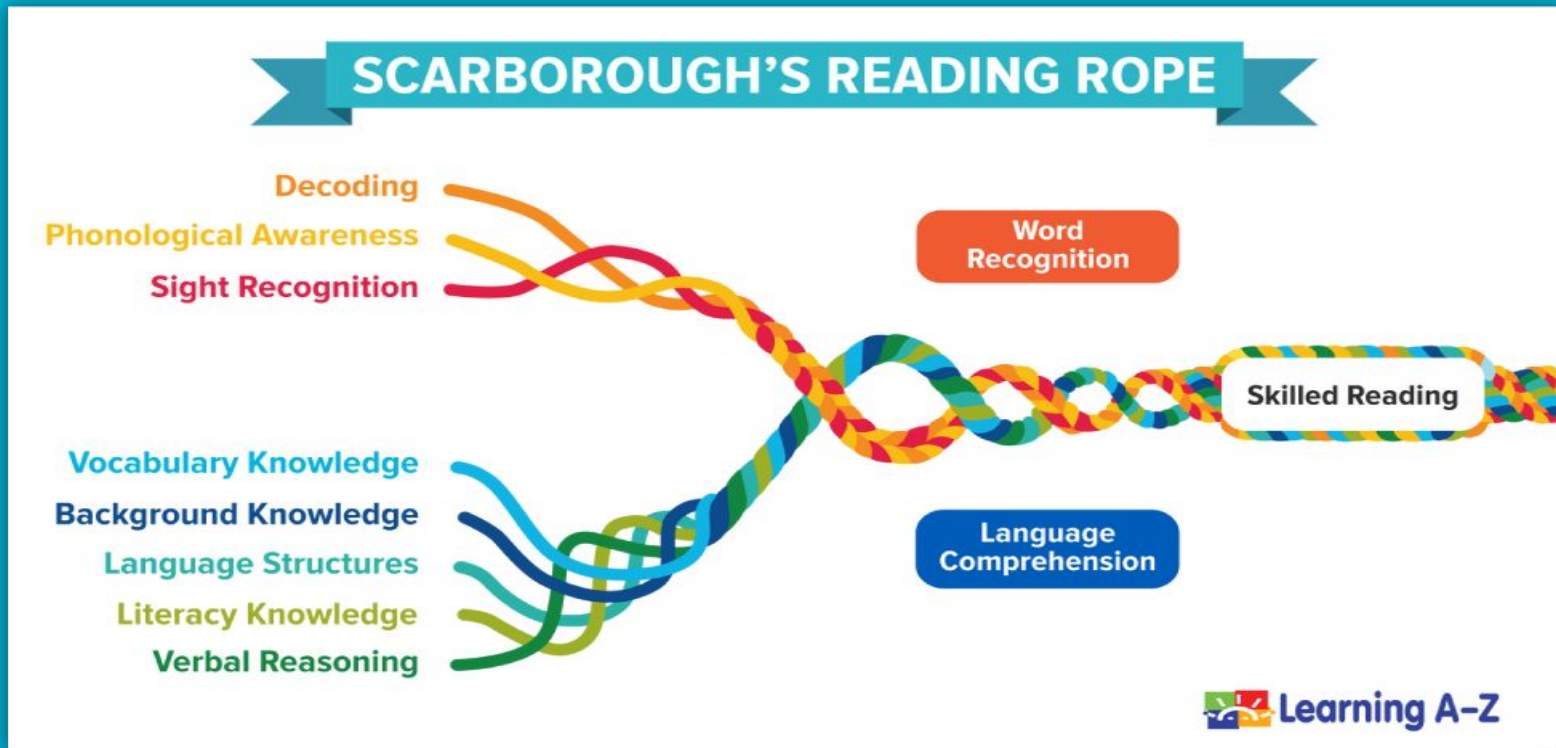 SCARBOROUGH'S READING ROPE
Decoding
Phonological Awareness
Sight Recognition
Word
Recognition
Skilled Reading
Vocabulary Knowledge
Background Knowledge
Language Structures
Literacy Knowledge
Verbal Reasoning
Language
Comprehension
Learning A–Z